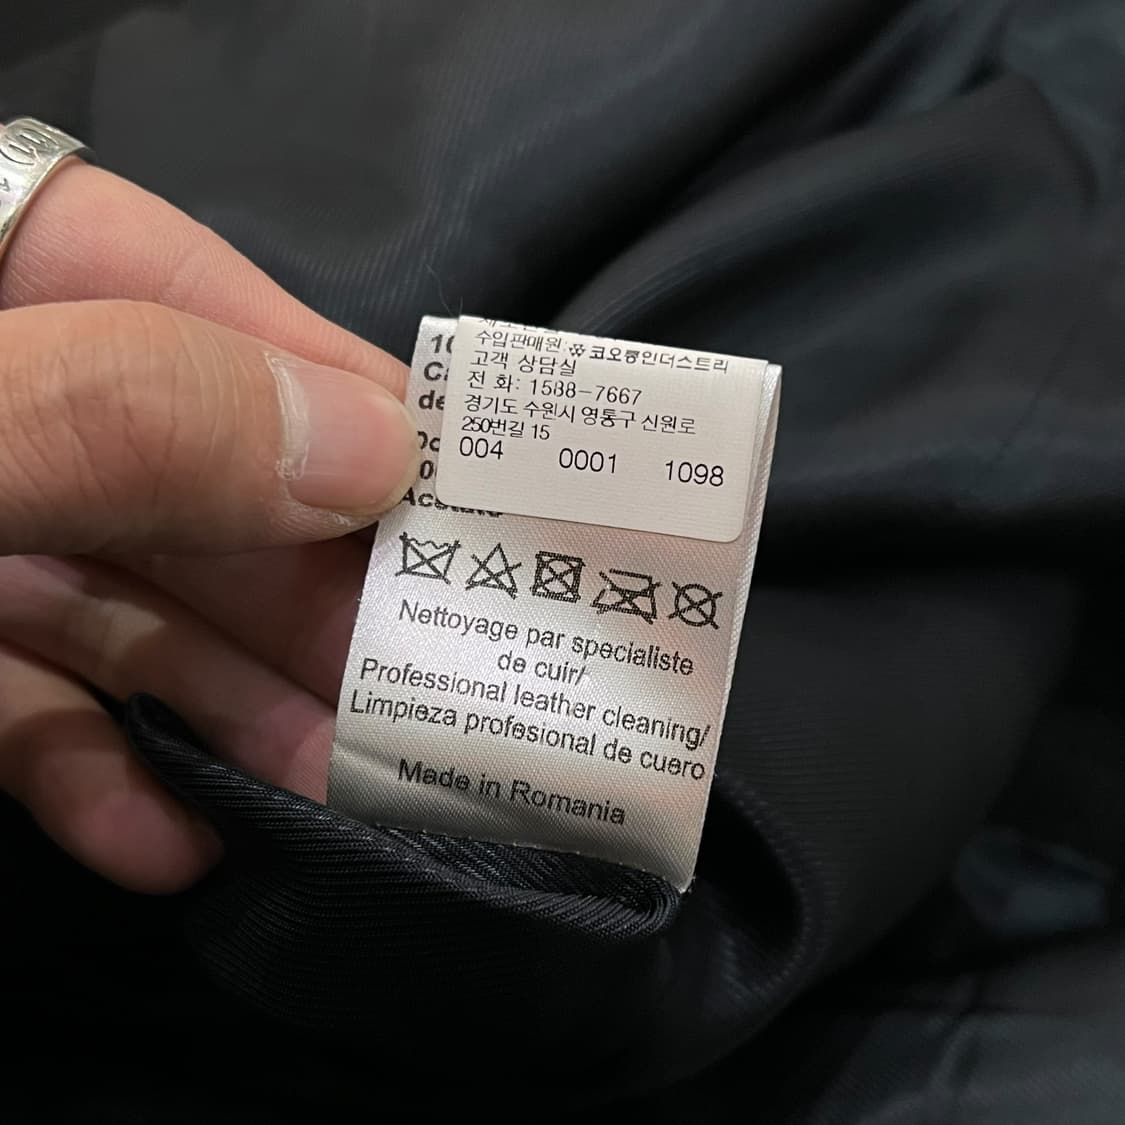 수입판매원: 코오롱인더스트리
고객 상담실
전 화: 1588-7667
경기도 수원시 영통구 신원로
250번길 15
004 0001 1098
Nettoyage par specialiste
de cuir/
Professional leather cleaning/
Limpieza profesional de cuero
Made in Romania